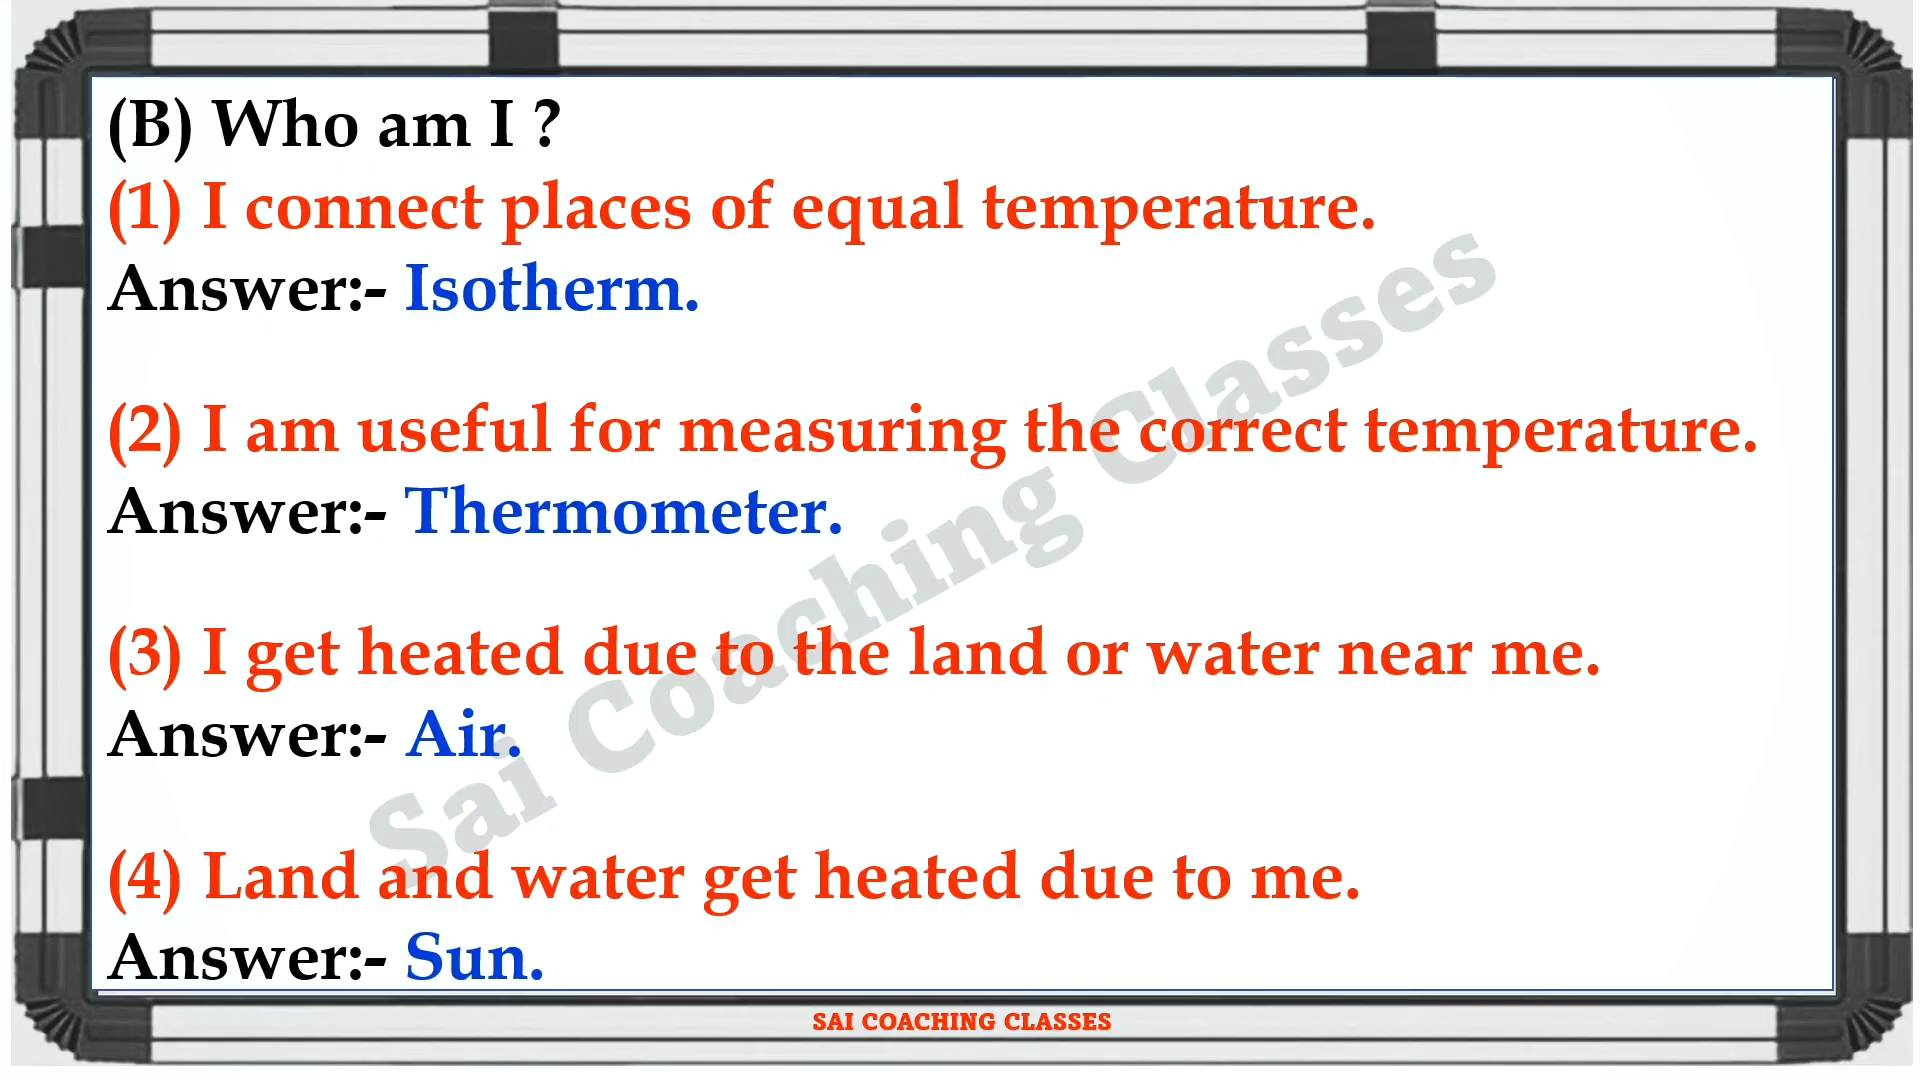 (B) Who am I ?
(1) I connect places of equal temperature.
Answer:- Isotherm.
(2) I am useful for measuring the correct temperature.
Answer:- Thermometer.
(3) I get heated due to the land or water near me.
Answer:- Air.
(4) Land and water get heated due to me.
Answer:- Sun.
Sai Coaching Classes
SAI COACHING CLASSES